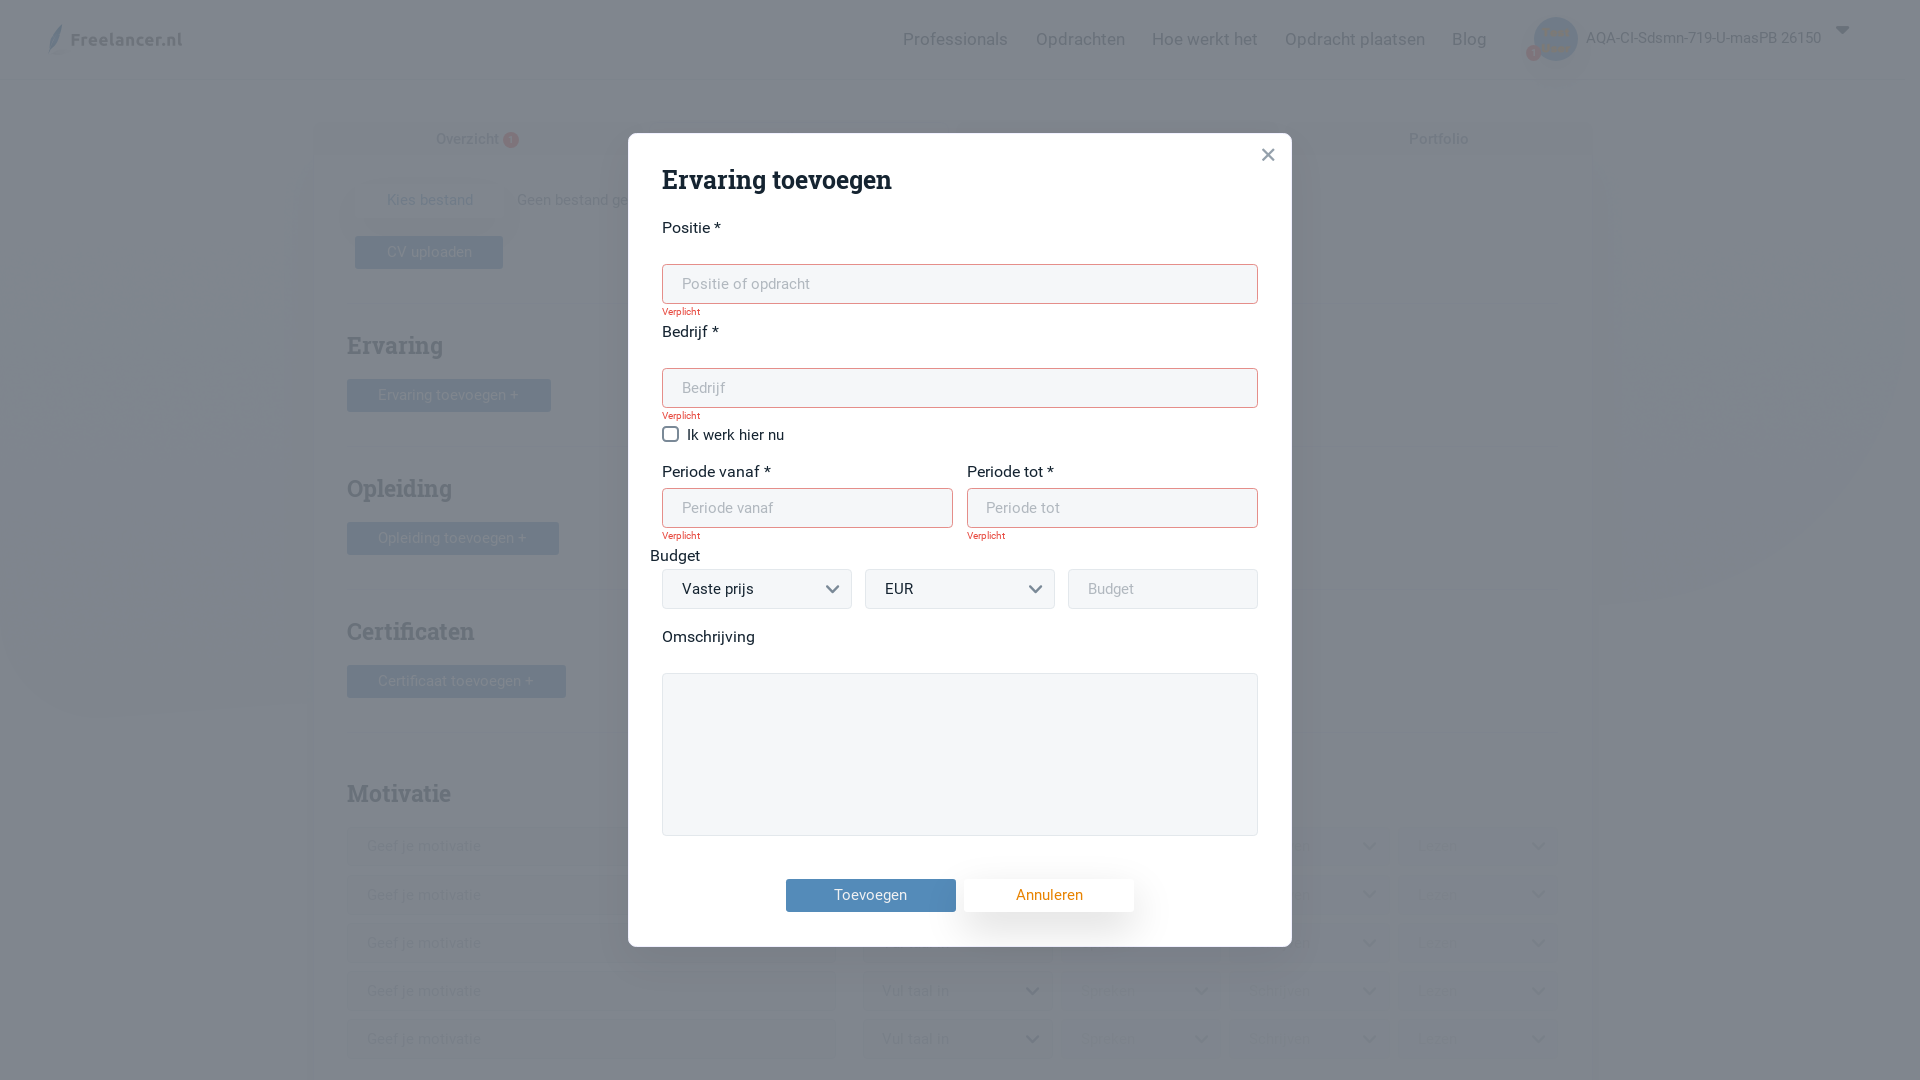 Freelancer.nl
Professionals
Opdrachten
Hoe werkt het
Opdracht plaatsen
Blog
AQA-CI-Sdsmn-719-U-masPB 26150
Overzicht
Portfolio
Kies bestand
Geen bestand ge
CV uploaden
Ervaring
Ervaring toevoegen +
Opleiding
Opleiding toevoegen +
Certificaten
Certificaat toevoegen +
Motivatie
Geef je motivatie
Geef je motivatie
Geef je motivatie
Geef je motivatie
Vul taal in
Geef je motivatie
Vul taal in
Ervaring toevoegen
Positie *
Positie of opdracht
Verplicht
Bedrijf *
Bedrijf
Verplicht
Ik werk hier nu
Periode vanaf *
Periode tot *
Periode vanaf
Periode tot
Verplicht
Verplicht
Budget
Vaste prijs
EUR
Budget
Omschrijving
Toevoegen
Annuleren